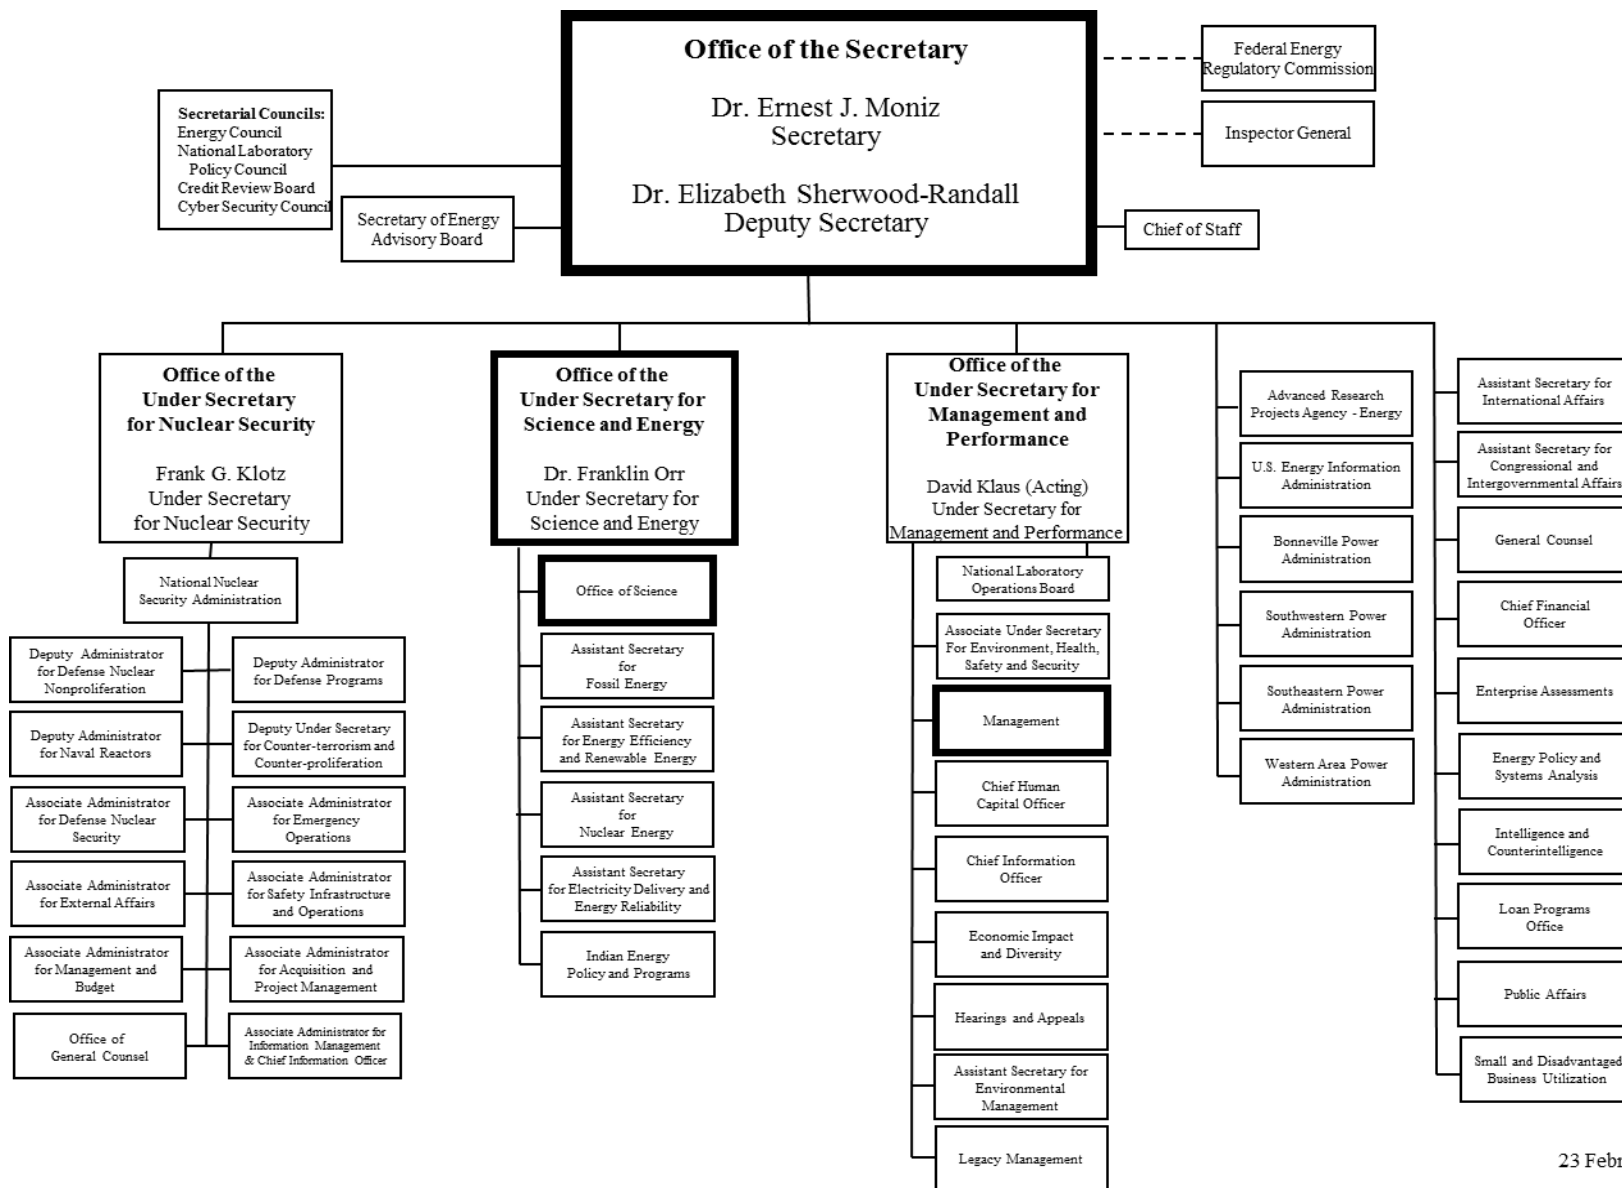 Office of the Secretary
Dr. Ernest J. Moniz
Secretary
Dr. Elizabeth Sherwood-Randall
Deputy Secretary
Federal Energy
Regulatory Commission
Inspector General
Secretarial Councils:
Energy Council
National Laboratory
Policy Council
Credit Review Board
Cyber Security Council
Secretary of Energy
Advisory Board
Chief of Staff
Office of the
Under Secretary
for Nuclear Security
Frank G. Klotz
Under Secretary
for Nuclear Security
National Nuclear
Security Administration
Deputy Administrator
for Defense Nuclear
Nonproliferation
Deputy Administrator
for Defense Programs
Deputy Administrator
for Naval Reactors
Deputy Under Secretary
for Counter-terrorism and
Counter-proliferation
Associate Administrator
for Defense Nuclear
Security
Associate Administrator
for Emergency
Operations
Associate Administrator
for External Affairs
Associate Administrator
for Safety Infrastructure
and Operations
Associate Administrator
for Management and
Budget
Associate Administrator
for Acquisition and
Project Management
Office of
General Counsel
Associate Administrator for
Information Management
& Chief Information Officer
Office of the
Under Secretary for
Science and Energy
Dr. Franklin Orr
Under Secretary for
Science and Energy
Office of Science
Assistant Secretary
for
Fossil Energy
Assistant Secretary
for Energy Efficiency
and Renewable Energy
Assistant Secretary
for
Nuclear Energy
Assistant Secretary
for Electricity Delivery and
Energy Reliability
Indian Energy
Policy and Programs
Office of the
Under Secretary for
Management and
Performance
David Klaus (Acting)
Under Secretary for
Management and Performance
National Laboratory
Operations Board
Associate Under Secretary
For Environment, Health,
Safety and Security
Management
Chief Human
Capital Officer
Chief Information
Officer
Economic Impact
and Diversity
Hearings and Appeals
Assistant Secretary for
Environmental
Management
Legacy Management
Advanced Research
Projects Agency - Energy
U.S. Energy Information
Administration
Bonneville Power
Administration
Southwestern Power
Administration
Southeastern Power
Administration
Western Area Power
Administration
Assistant Secretary for
International Affairs
Assistant Secretary for
Congressional and
Intergovernmental Affairs
General Counsel
Chief Financial
Officer
Enterprise Assessments
Energy Policy and
Systems Analysis
Intelligence and
Counterintelligence
Loan Programs
Office
Public Affairs
Small and Disadvantaged
Business Utilization
23 Febr